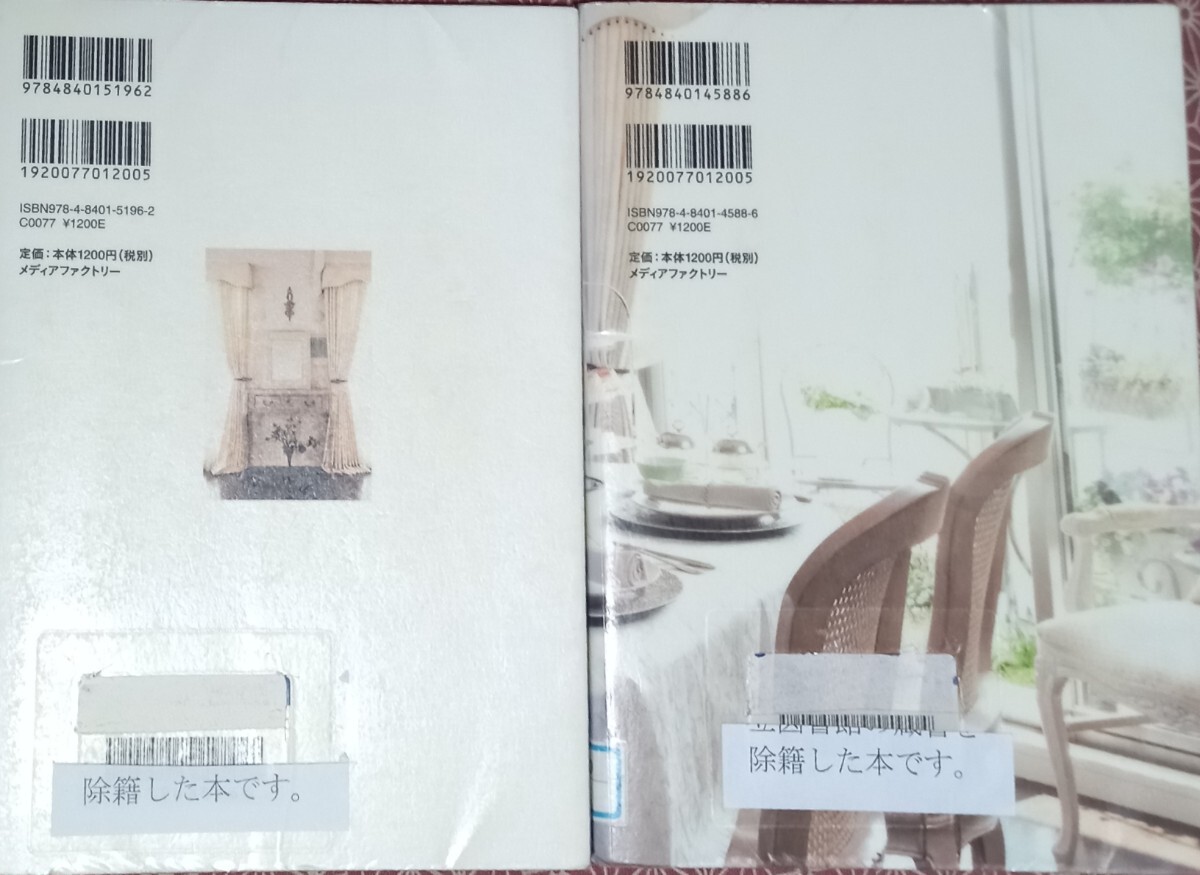 9784840151962
1920077012005
ISBN978-4-8401-5196-2
C0077 ¥1200E
定価:本体1200円(税別)
メディアファクトリー
除籍した本です。
9784840145886
1920077012005
ISBN978-4-8401-4588-6
C0077 ¥1200E
定価:本体1200円(税別)
メディアファクトリー
除籍した本です。